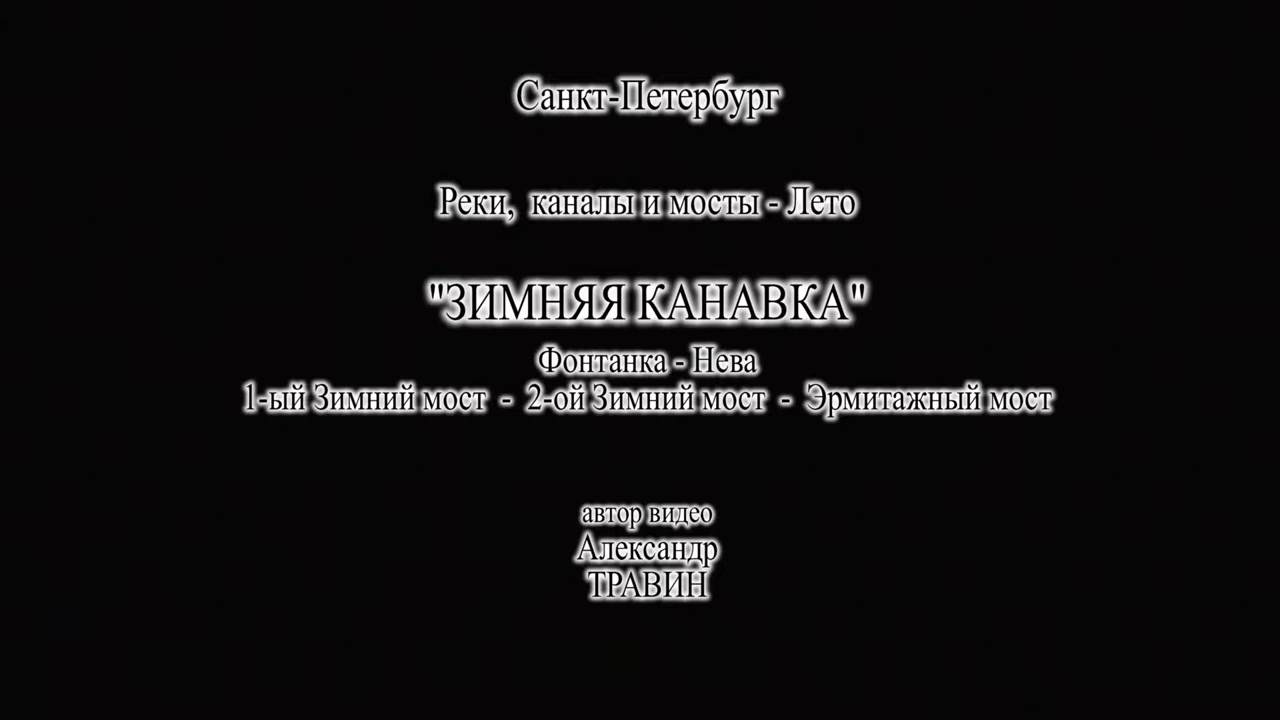 Санкт-Петербург
Реки, каналы и мосты - Лето
"ЗИМНЯЯ КАНАВКА"
Фонтанка - Нева
1-ый Зимний мост - 2-ой Зимний мост - Эрмитажный мост
автор видео
Александр
ТРАВИН